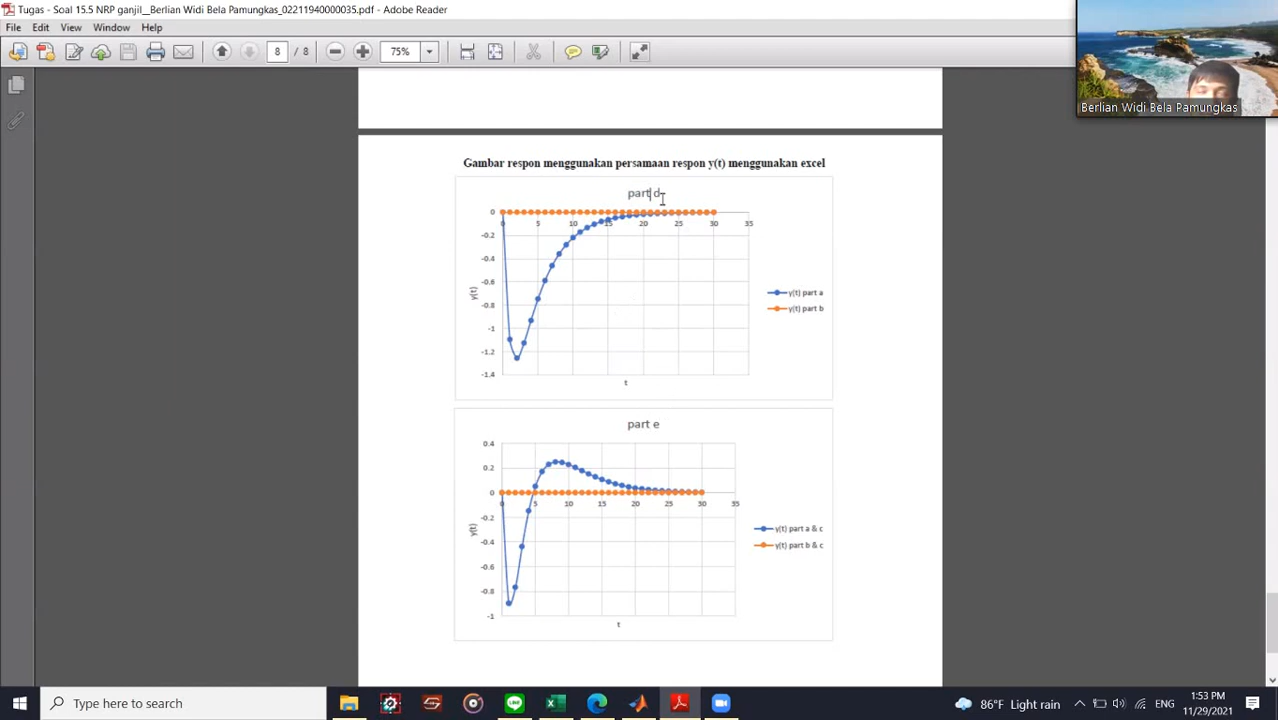 Tugas - Soal 15.5 NRP ganjil__Berlian Widi Bela Pamungkas_02211940000035.pdf - Adobe Reader
File Edit View Window Help
8 / 8 75%
Berlian Widi Bela Pamungkas
Gambar respon menggunakan persamaan respon y(t) menggunakan excel
part d
0
0 5 10 15 20 25 30 35
-0.2
-0.4
-0.6
-0.8
-1
-1.2
-1.4
y(t)
t
y(t) part a
y(t) part b
part e
0.4
0.2
0
0 5 10 15 20 25 30 35
-0.2
-0.4
-0.6
-0.8
-1
y(t)
t
y(t) part a & c
y(t) part b & c
Type here to search
86°F Light rain
ENG
1:53 PM
11/29/2021